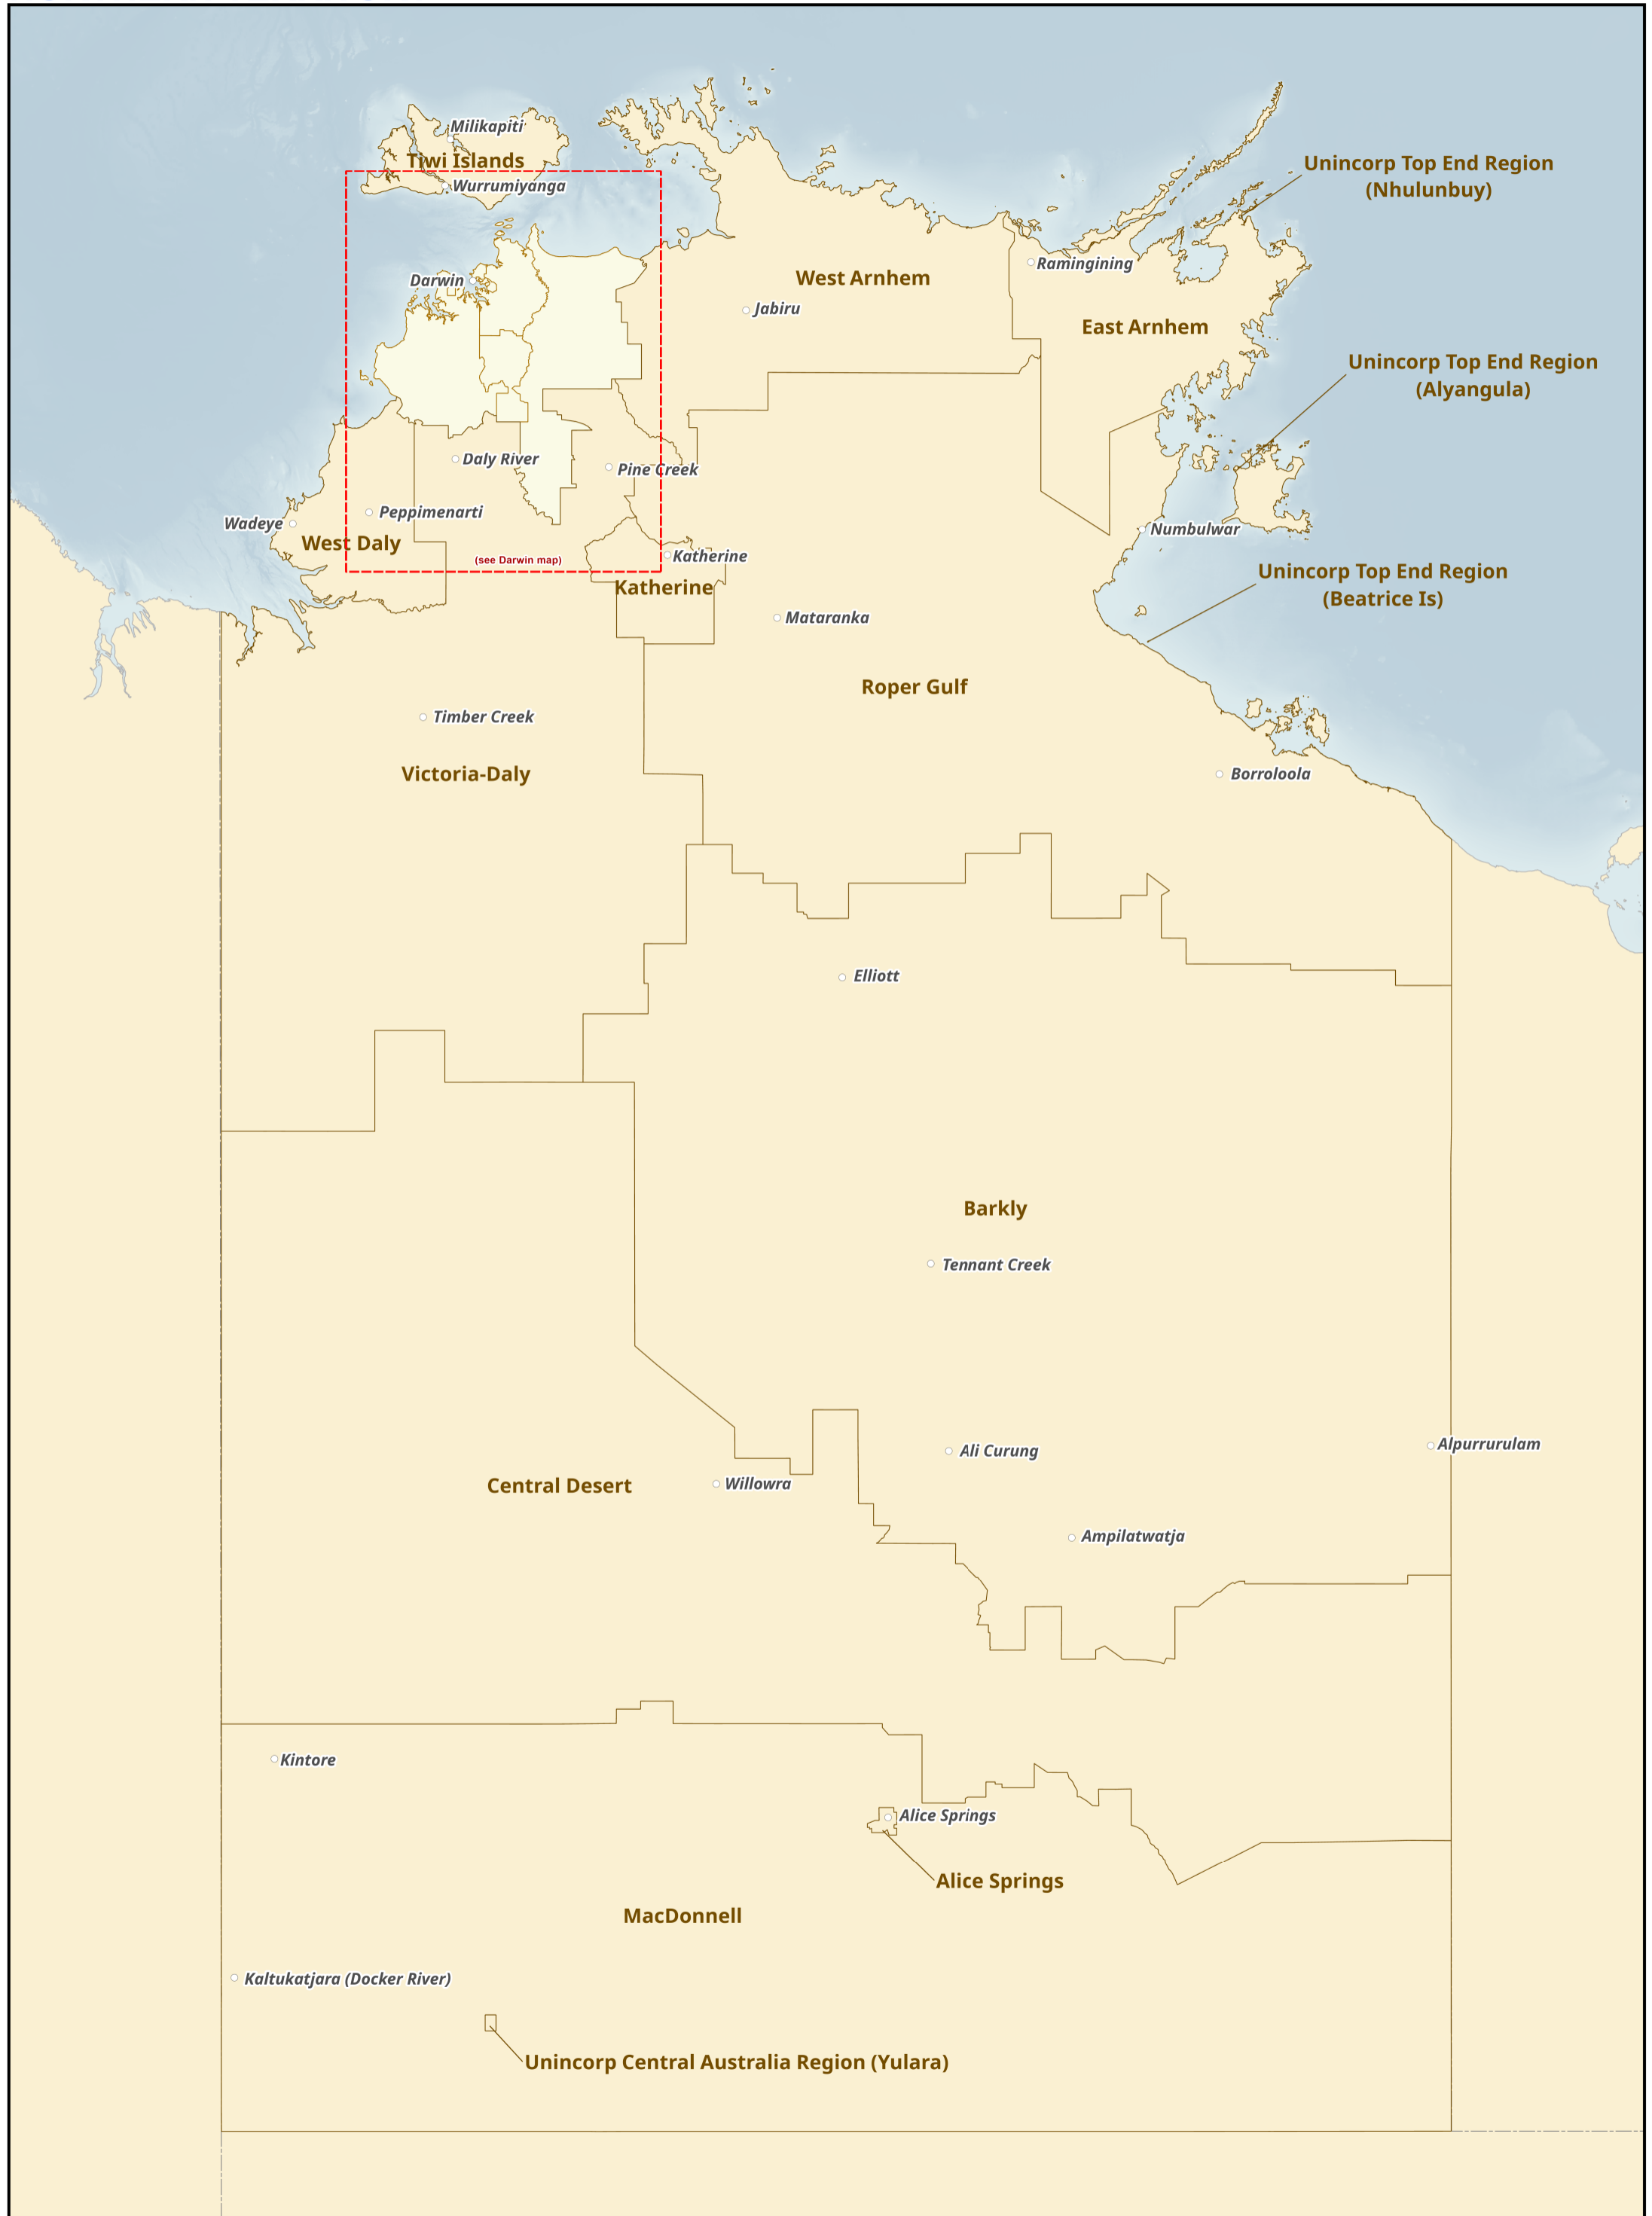 Milikapiti
Tiwi Islands
Wurrumiyanga
Unincorp Top End Region
(Nhulunbuy)
Darwin
West Arnhem
Ramingining
Jabiru
East Arnhem
Unincorp Top End Region
(Alyangula)
Daly River
Pine Creek
Peppimenarti
Wadeye
West Daly
Numbulwar
(see Darwin map)
Katherine
Katherine
Unincorp Top End Region
(Beatrice Is)
Mataranka
Roper Gulf
Timber Creek
Victoria-Daly
Borroloola
Elliott
Barkly
Tennant Creek
Ali Curung
Alpurrurulam
Central Desert
Willowra
Ampilatwatja
Kintore
Alice Springs
Alice Springs
MacDonnell
Kaltukatjara (Docker River)
Unincorp Central Australia Region (Yulara)